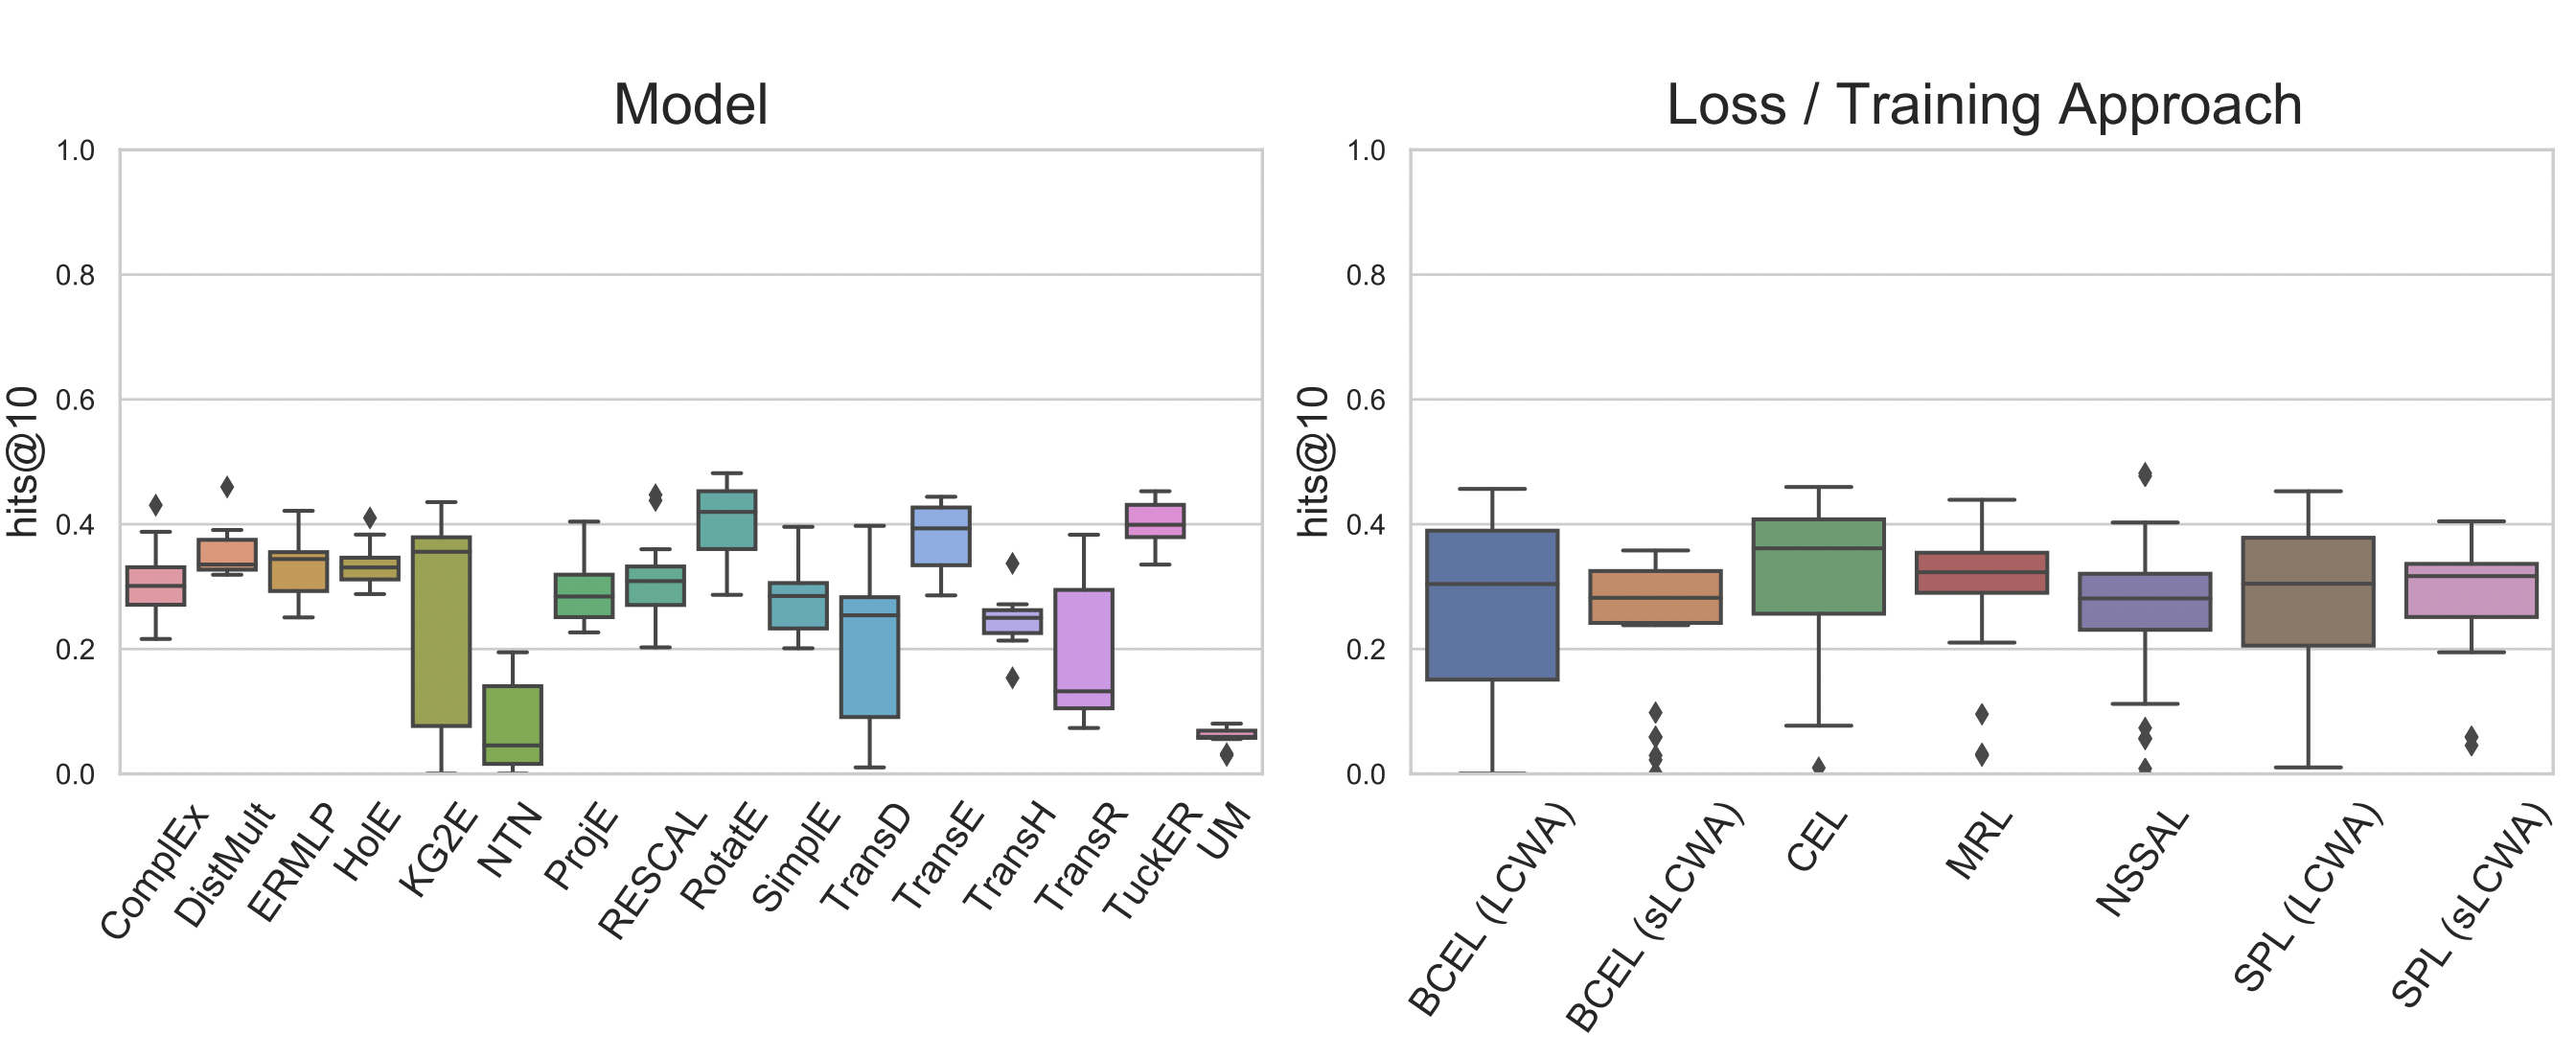 Model
1.0
0.8
0.6
0.4
0.2
0.0
hits@10
ComplEx
DistMult
ERMLP
HolE
KG2E
NTN
ProjE
RESCAL
RotatE
SimplE
TransD
TransE
TransH
TransR
TuckER
UM
Loss / Training Approach
1.0
0.8
0.6
0.4
0.2
0.0
hits@10
BCEL (LCWA)
BCEL (sLCWA)
CEL
MRL
NSSAL
SPL (LCWA)
SPL (sLCWA)